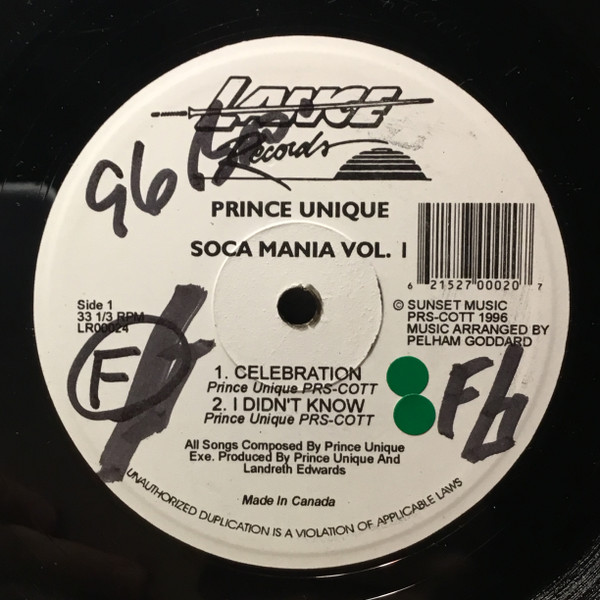 LANCE
Records
96
PRINCE UNIQUE
SOCA MANIA VOL. I
6 21527 00020 7
Side 1
33 1/3 RPM
LR00024
© SUNSET MUSIC
PRS-COTT 1996
MUSIC ARRANGED BY
PELHAM GODDARD
F
1. CELEBRATION
Prince Unique PRS-COTT
2. I DIDN'T KNOW
Prince Unique PRS-COTT
Fb
All Songs Composed By Prince Unique
Exe. Produced By Prince Unique And
Landreth Edwards
Made In Canada
UNAUTHORIZED DUPLICATION IS A VIOLATION OF APPLICABLE LAWS